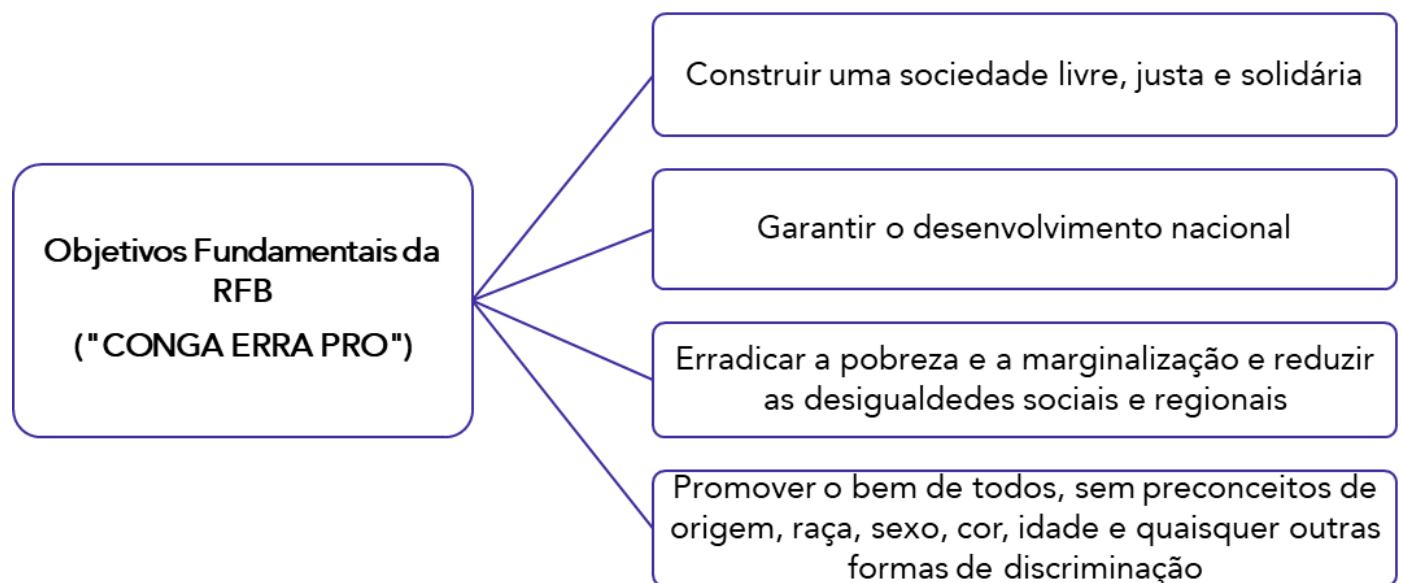 Objetivos Fundamentais da
RFB
("CONGA ERRA PRO")
Construir uma sociedade livre, justa e solidária
Garantir o desenvolvimento nacional
Erradicar a pobreza e a marginalização e reduzir
as desigualdedes sociais e regionais
Promover o bem de todos, sem preconceitos de
origem, raça, sexo, cor, idade e quaisquer outras
formas de discriminação